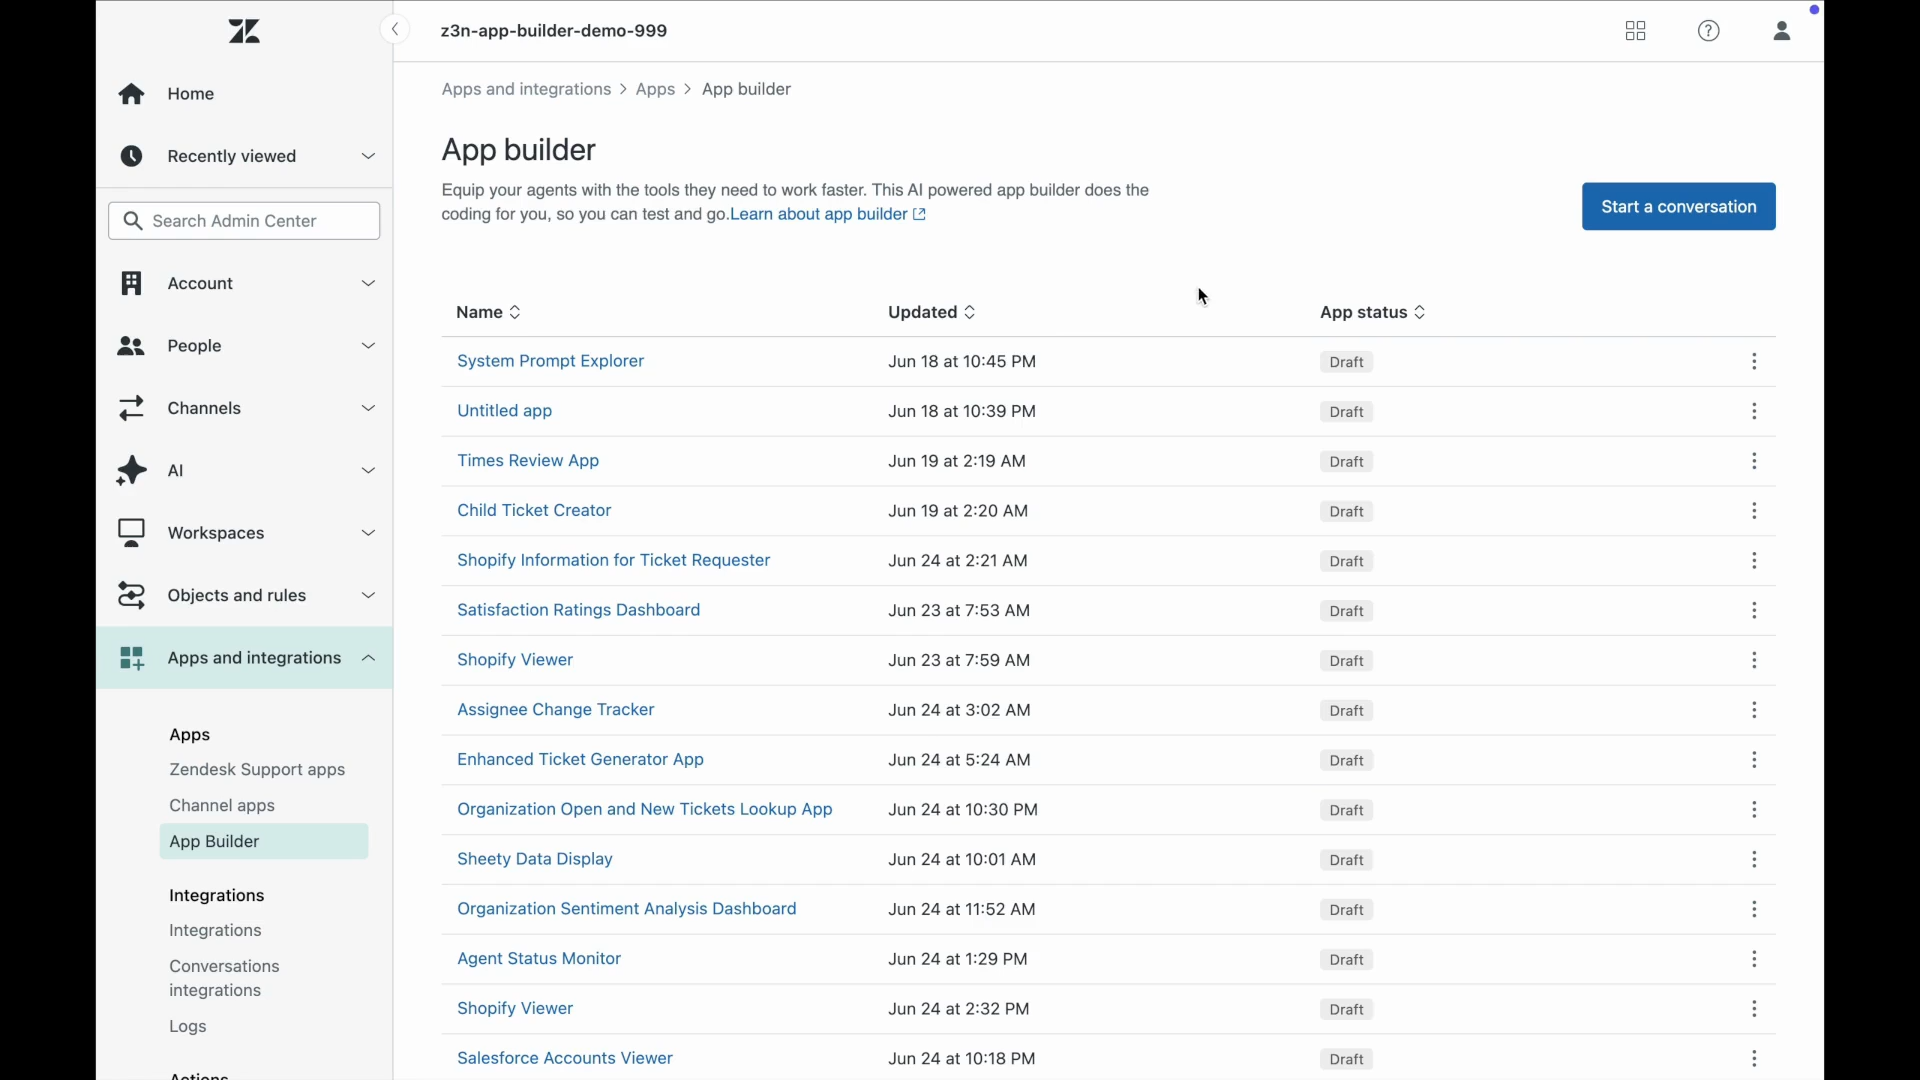 z3n-app-builder-demo-999
Home
Recently viewed
Search Admin Center
Account
People
Channels
AI
Workspaces
Objects and rules
Apps and integrations
Apps
Zendesk Support apps
Channel apps
App Builder
Integrations
Integrations
Conversations
integrations
Logs
Actions
Apps and integrations > Apps > App builder
App builder
Equip your agents with the tools they need to work faster. This AI powered app builder does the
coding for you, so you can test and go.Learn about app builder
Start a conversation
Name Updated App status
System Prompt Explorer Jun 18 at 10:45 PM Draft
Untitled app Jun 18 at 10:39 PM Draft
Times Review App Jun 19 at 2:19 AM Draft
Child Ticket Creator Jun 19 at 2:20 AM Draft
Shopify Information for Ticket Requester Jun 24 at 2:21 AM Draft
Satisfaction Ratings Dashboard Jun 23 at 7:53 AM Draft
Shopify Viewer Jun 23 at 7:59 AM Draft
Assignee Change Tracker Jun 24 at 3:02 AM Draft
Enhanced Ticket Generator App Jun 24 at 5:24 AM Draft
Organization Open and New Tickets Lookup App Jun 24 at 10:30 PM Draft
Sheety Data Display Jun 24 at 10:01 AM Draft
Organization Sentiment Analysis Dashboard Jun 24 at 11:52 AM Draft
Agent Status Monitor Jun 24 at 1:29 PM Draft
Shopify Viewer Jun 24 at 2:32 PM Draft
Salesforce Accounts Viewer Jun 24 at 10:18 PM Draft